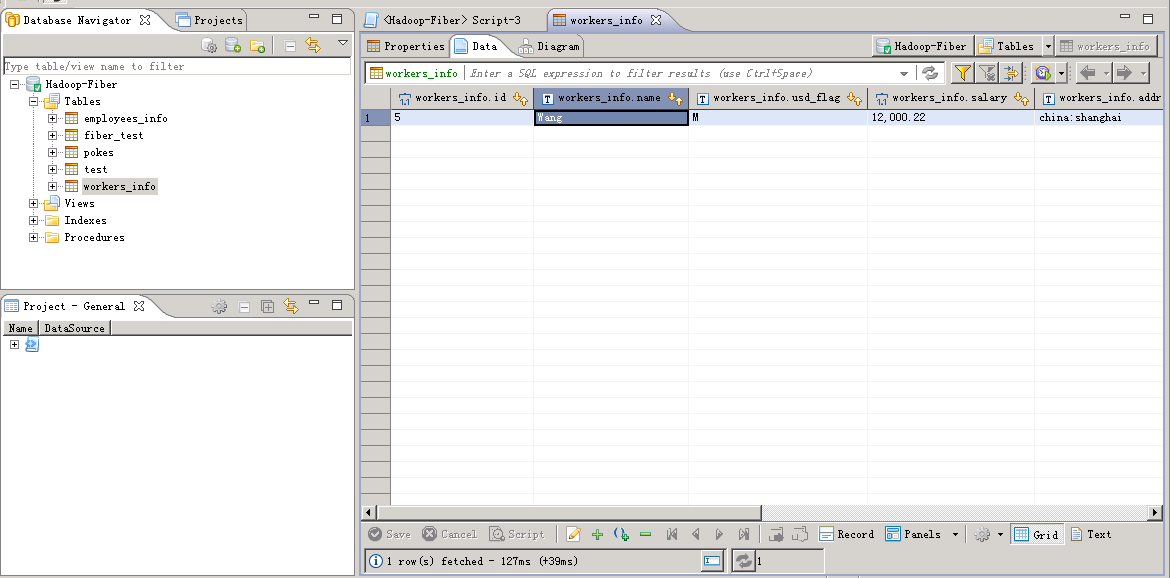 Database Navigator
Projects
Type table/view name to filter
Hadoop-Fiber
Tables
employees_info
fiber_test
pokes
test
workers_info
Views
Indexes
Procedures
Project - General
Name DataSource
<Hadoop-Fiber> Script-3
workers_info
Properties Data Diagram
Hadoop-Fiber Tables workers_info
workers_info Enter a SQL expression to filter results (use Ctrl+Space)
workers_info.id workers_info.name workers_info.usd_flag workers_info.salary workers_info.addr
1 5 Wang M 12,000.22 china:shanghai
Save Cancel Script Record Panels Grid Text
1 row(s) fetched - 127ms (+39ms) 1